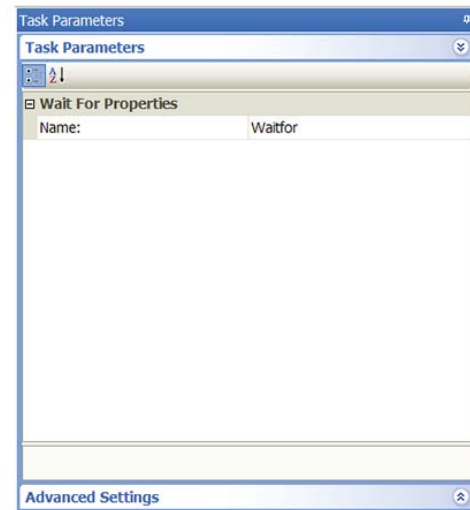 Task Parameters
Task Parameters
Wait For Properties
Name: Waitfor
Advanced Settings